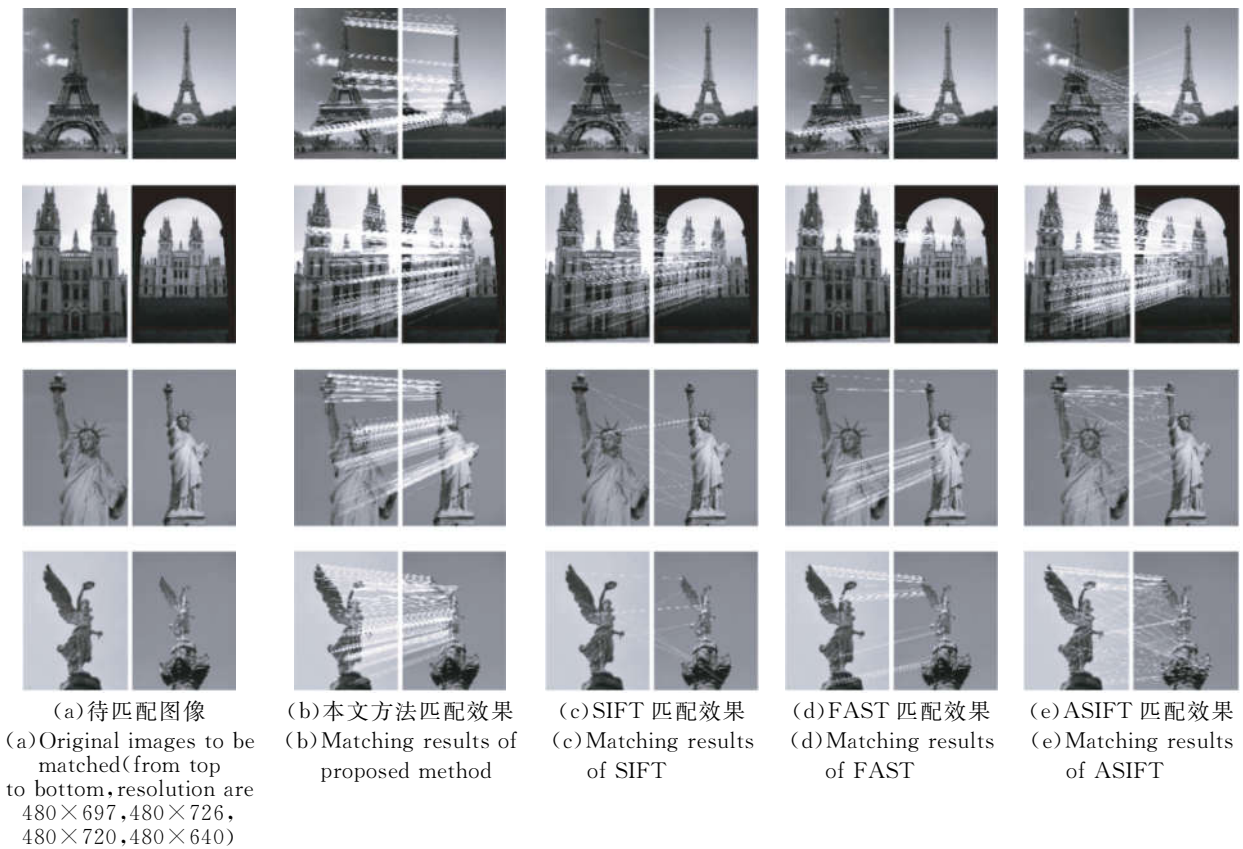 (a)待匹配图像
(a)Original images to be
matched(from top
to bottom,resolution are
480×697,480×726,
480×720,480×640)
(b)本文方法匹配效果
(b)Matching results of
proposed method
(c)SIFT 匹配效果
(c)Matching results
of SIFT
(d)FAST 匹配效果
(d)Matching results
of FAST
(e)ASIFT 匹配效果
(e)Matching results
of ASIFT